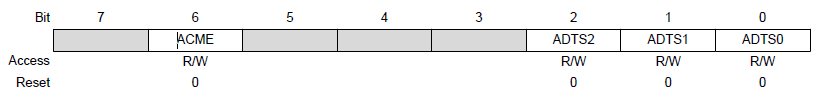 Bit 7 6 5 4 3 2 1 0
ACME ADTS2 ADTS1 ADTS0
Access R/W R/W R/W R/W
Reset 0 0 0 0